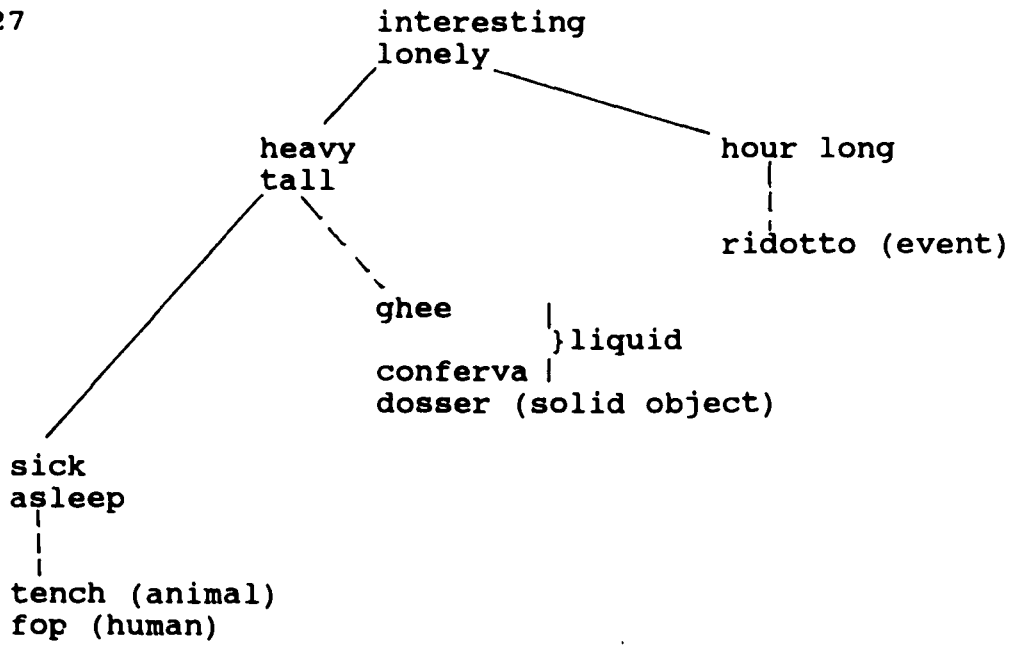 27
interesting
lonely
heavy
tall
hour long
ridotto (event)
ghee
}liquid
conferva
dosser (solid object)
sick
asleep
tench (animal)
fop (human)